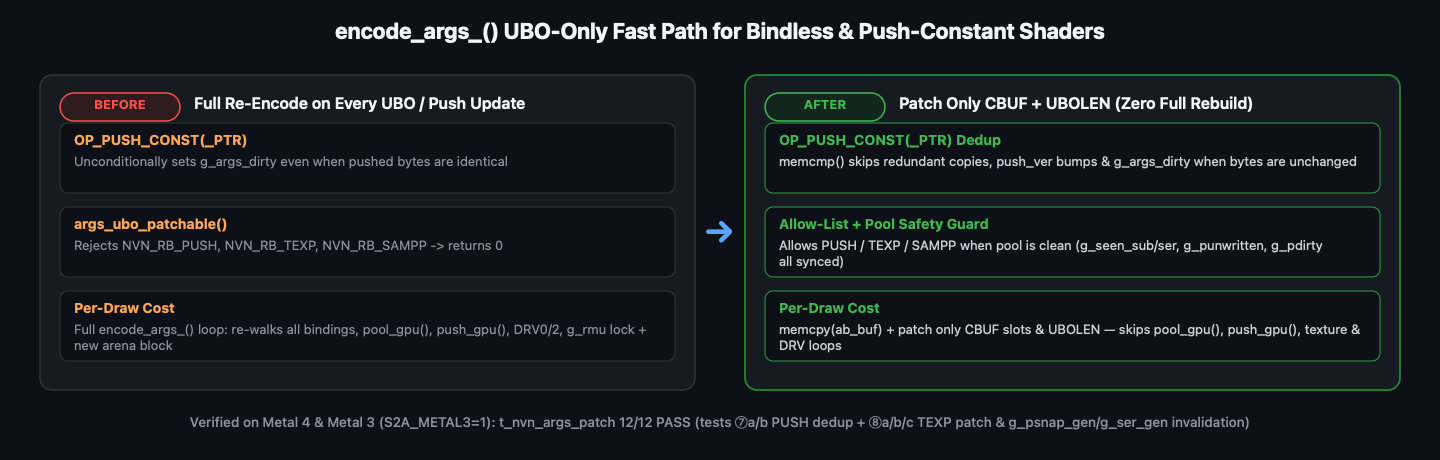 encode_args_() UBO-Only Fast Path for Bindless & Push-Constant Shaders
BEFORE
Full Re-Encode on Every UBO / Push Update
OP_PUSH_CONST(_PTR)
Unconditionally sets g_args_dirty even when pushed bytes are identical
args_ubo_patchable()
Rejects NVN_RB_PUSH, NVN_RB_TEXP, NVN_RB_SAMPP -> returns 0
Per-Draw Cost
Full encode_args_() loop: re-walks all bindings, pool_gpu(), push_gpu(), DRV0/2, g_rmu lock +
new arena block
AFTER
Patch Only CBUF + UBOLEN (Zero Full Rebuild)
OP_PUSH_CONST(_PTR) Dedup
memcmp() skips redundant copies, push_ver bumps & g_args_dirty when bytes are unchanged
Allow-List + Pool Safety Guard
Allows PUSH / TEXP / SAMPP when pool is clean (g_seen_sub/ser, g_punwritten, g_pdirty
all synced)
Per-Draw Cost
memcpy(ab_buf) + patch only CBUF slots & UBOLEN — skips pool_gpu(), push_gpu(), texture &
DRV loops
Verified on Metal 4 & Metal 3 (S2A_METAL3=1): t_nvn_args_patch 12/12 PASS (tests ⑦a/b PUSH dedup + ⑧a/b/c TEXP patch & g_psnap_gen/g_ser_gen invalidation)